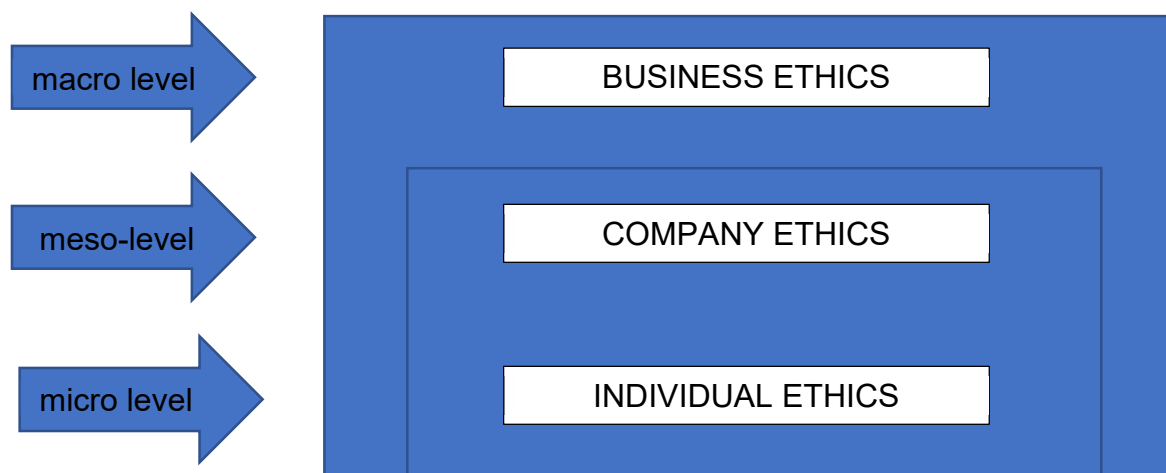 macro level
BUSINESS ETHICS
meso-level
COMPANY ETHICS
micro level
INDIVIDUAL ETHICS